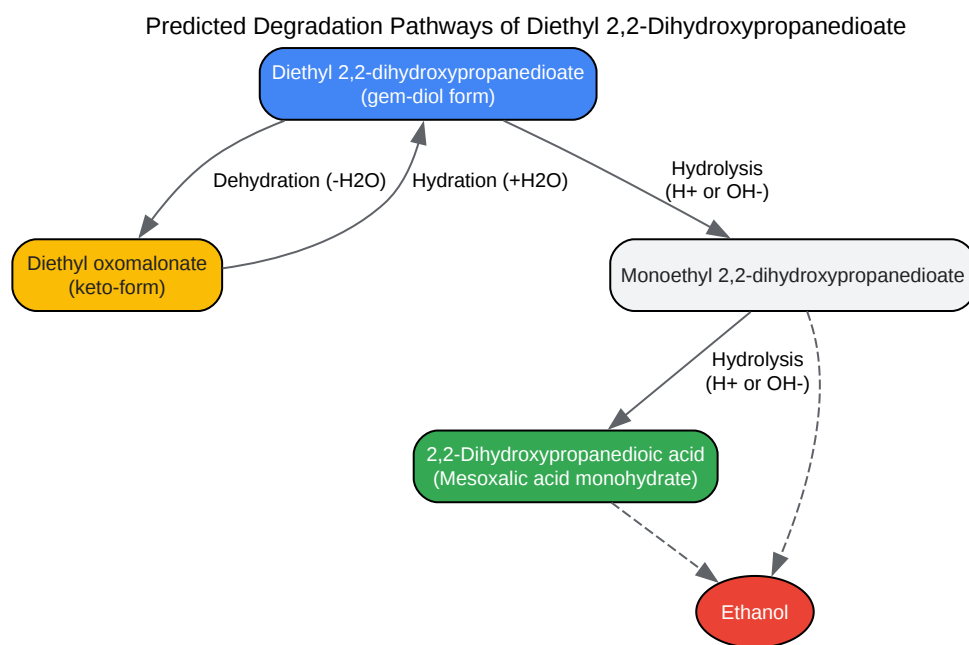 Predicted Degradation Pathways of Diethyl 2,2-Dihydroxypropanedioate
Diethyl 2,2-dihydroxypropanedioate
(gem-diol form)
Dehydration (-H2O)
Hydration (+H2O)
Hydrolysis
(H+ or OH-)
Diethyl oxomalonate
(keto-form)
Monoethyl 2,2-dihydroxypropanedioate
Hydrolysis
(H+ or OH-)
2,2-Dihydroxypropanedioic acid
(Mesoxalic acid monohydrate)
Ethanol